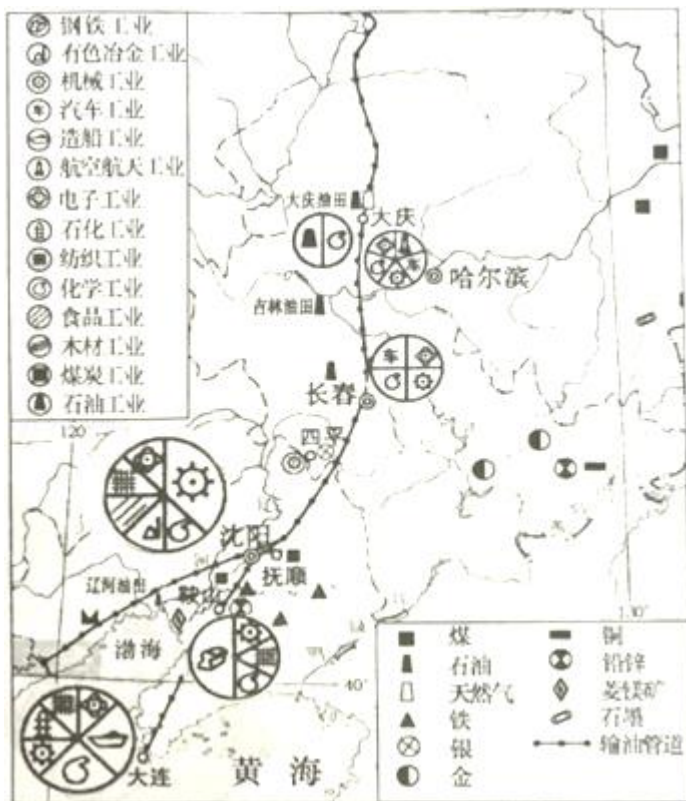 钢铁工业
有色冶金工业
机械工业
汽车工业
造船工业
航空航天工业
电子工业
石化工业
纺织工业
化学工业
食品工业
木材工业
煤炭工业
石油工业
大庆油田
大庆
哈尔滨
吉林油田
车
长春
四平
120
沈阳
抚顺
辽河油田
鞍山
渤海
130°
40°
大连
黄海
煤
石油
天然气
铁
银
金
铜
铅锌
菱镁矿
石墨
输油管道